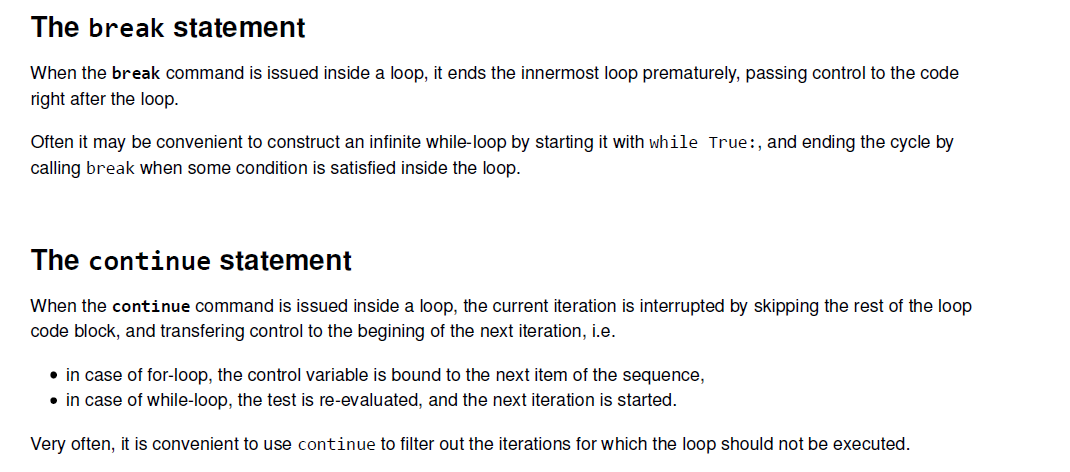 The break statement
When the break command is issued inside a loop, it ends the innermost loop prematurely, passing control to the code
right after the loop.
Often it may be convenient to construct an infinite while-loop by starting it with while True:, and ending the cycle by
calling break when some condition is satisfied inside the loop.
The continue statement
When the continue command is issued inside a loop, the current iteration is interrupted by skipping the rest of the loop
code block, and transfering control to the begining of the next iteration, i.e.
• in case of for-loop, the control variable is bound to the next item of the sequence,
• in case of while-loop, the test is re-evaluated, and the next iteration is started.
Very often, it is convenient to use continue to filter out the iterations for which the loop should not be executed.